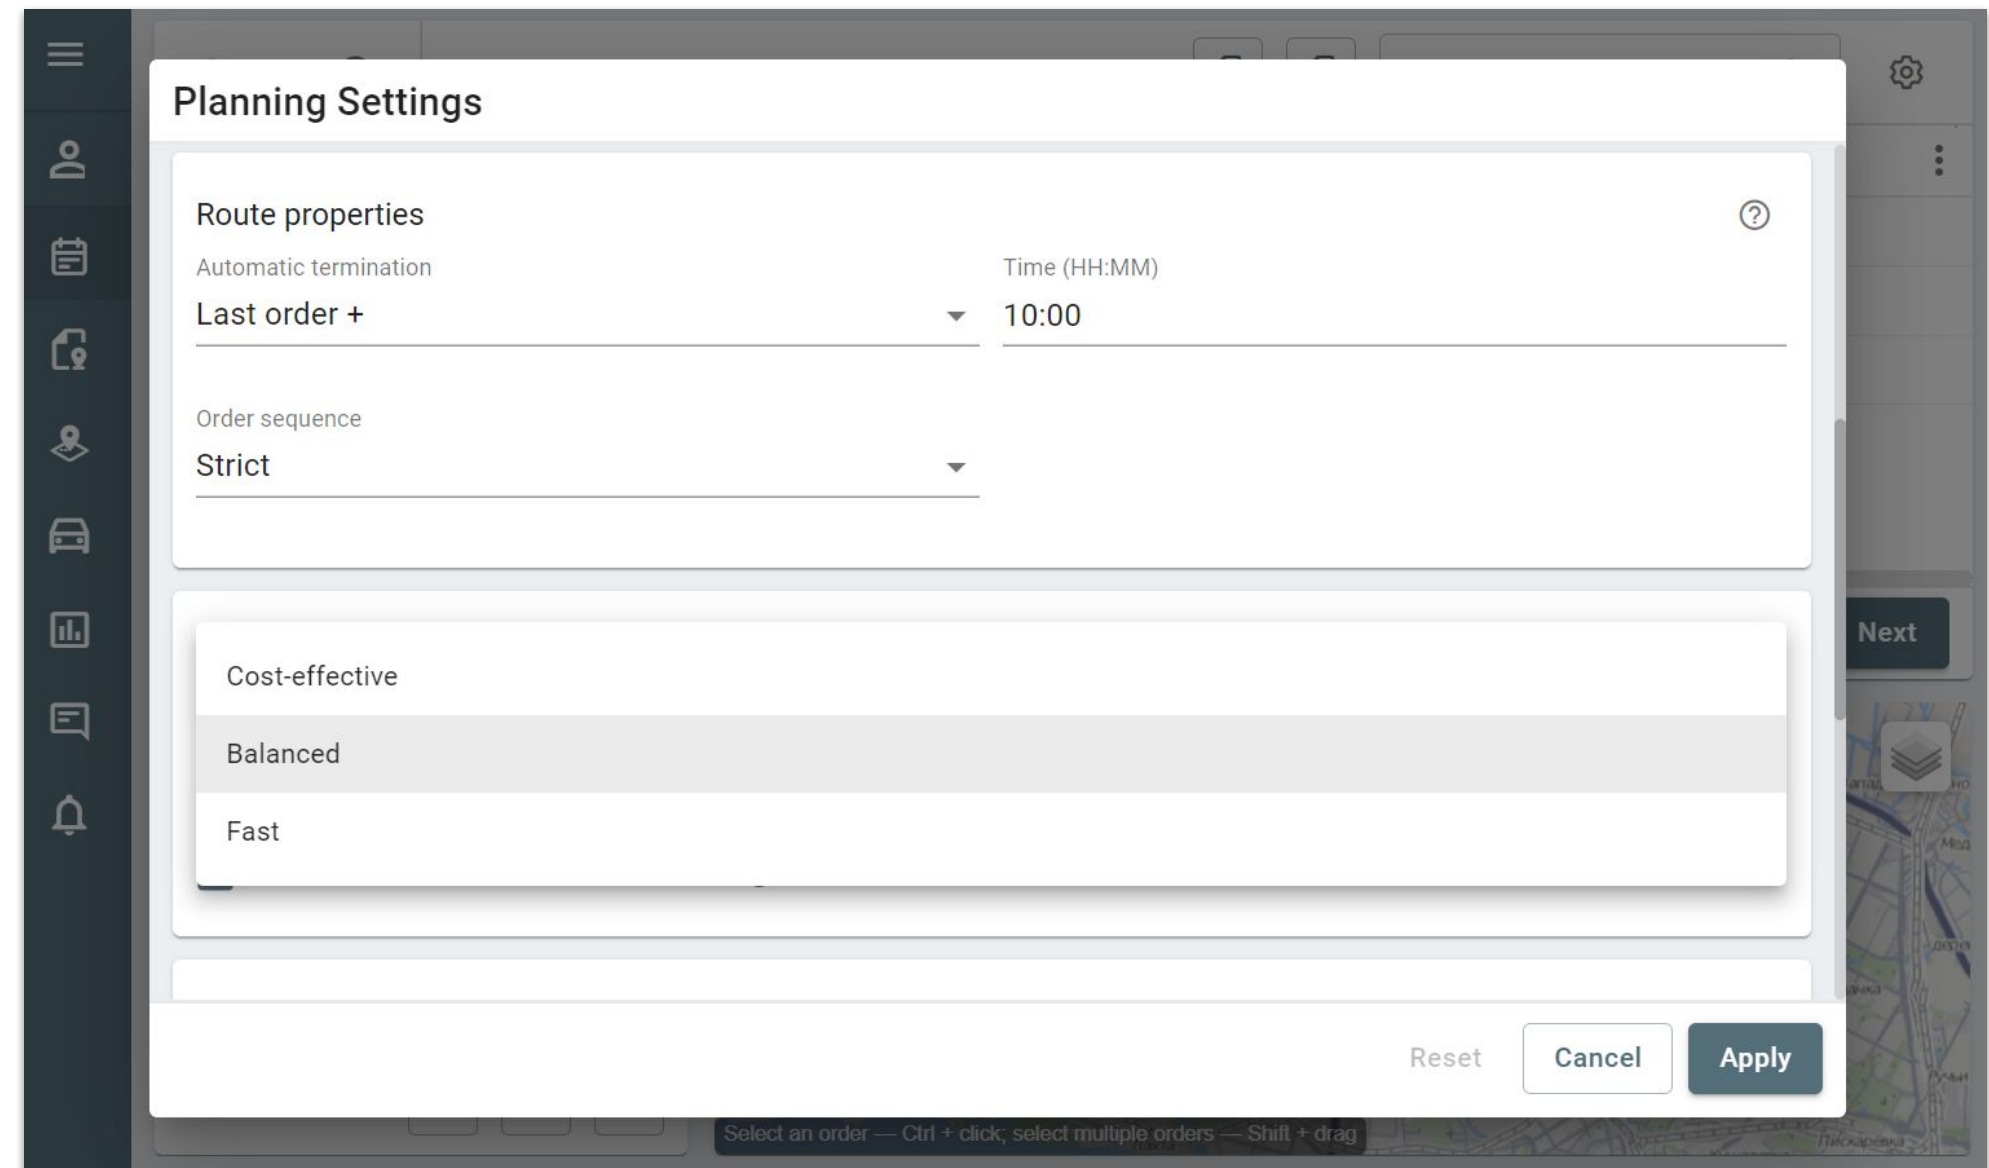 Planning Settings
Route properties
Automatic termination
Time (HH:MM)
Last order +
10:00
Order sequence
Strict
Next
Cost-effective
Balanced
Fast
Reset
Cancel
Apply
Select an order — Ctrl + click; select multiple orders — Shift + drag
Пискарёвка